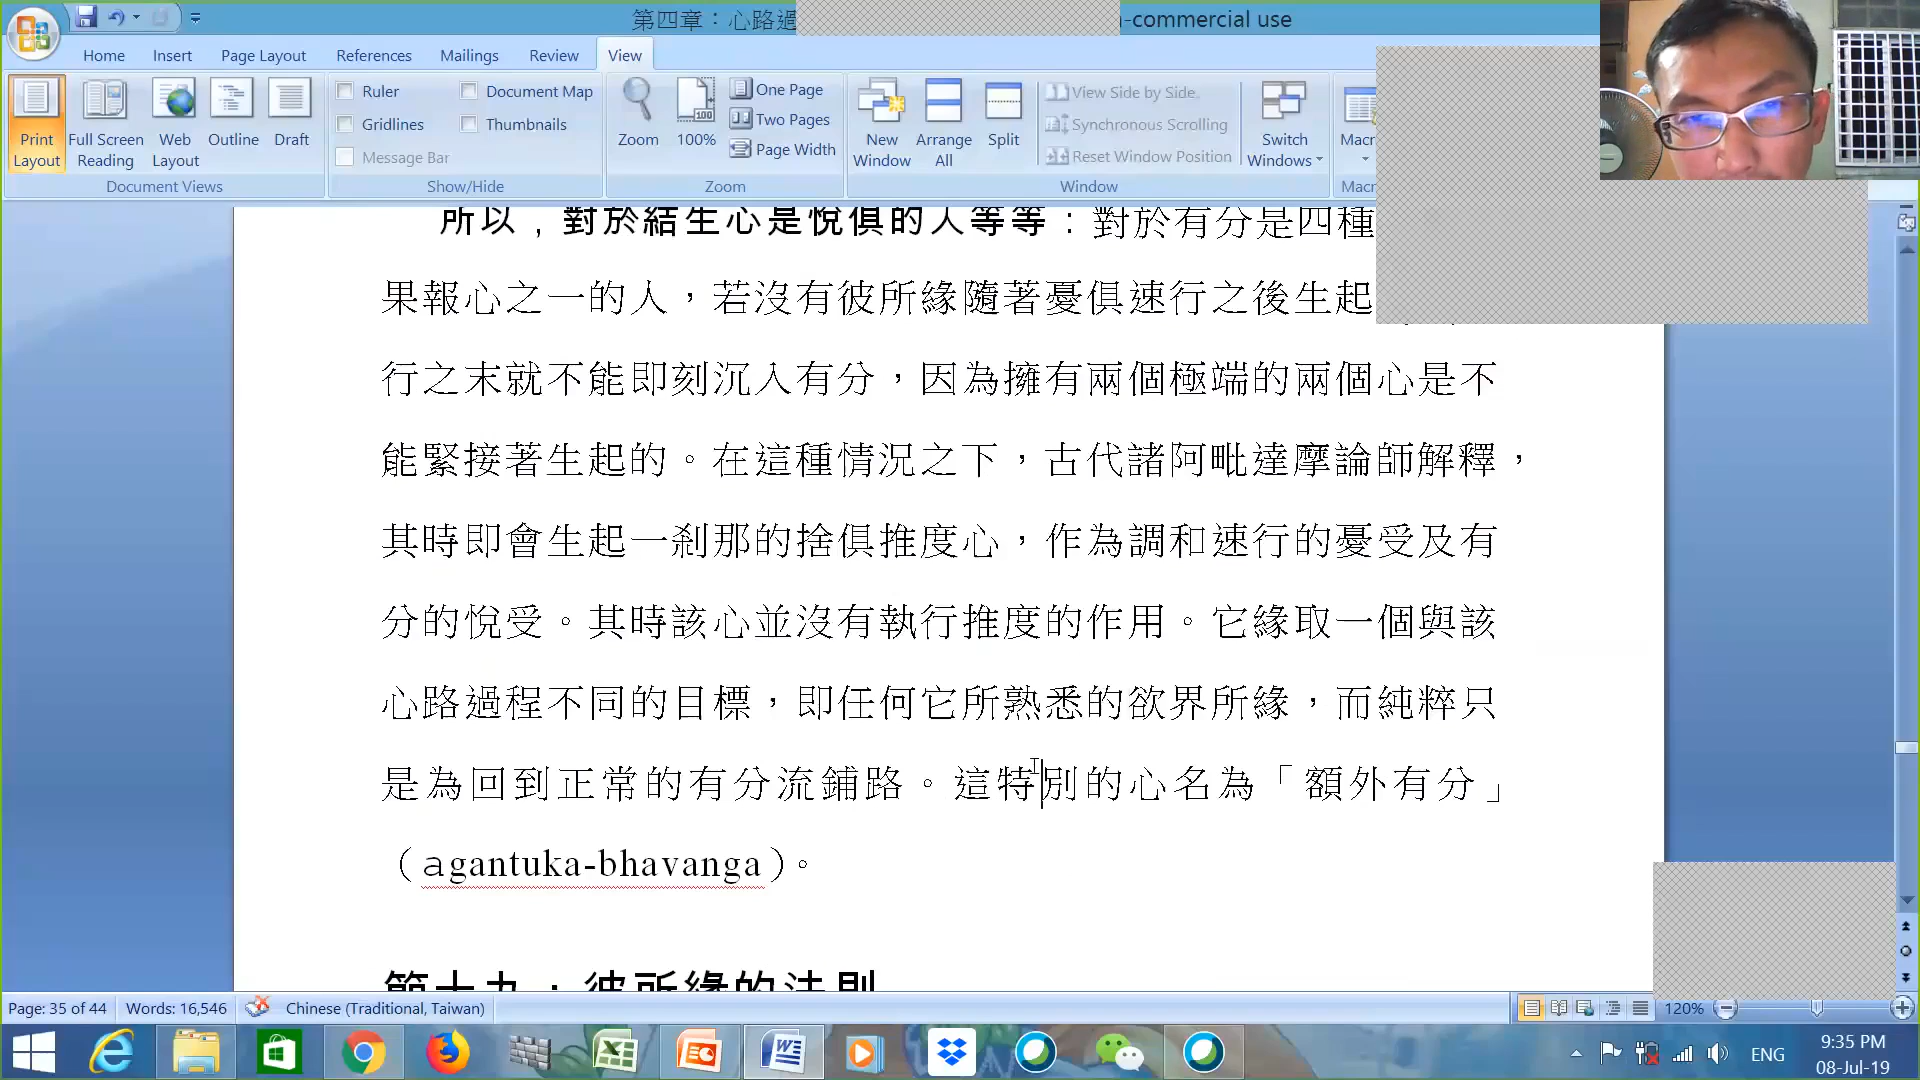 第四章：心路過
-commercial use
Home Insert Page Layout References Mailings Review View
Ruler
Document Map
One Page
View Side by Side
Gridlines
Thumbnails
Two Pages
Synchronous Scrolling
Print Layout
Full Screen Reading
Web Layout
Outline
Draft
Message Bar
Zoom
100%
Page Width
New Window
Arrange All
Split
Reset Window Position
Switch Windows
Document Views
Show/Hide
Zoom
Window
所以，對於結生心是悅俱的人等等：對於有分是四種
果報心之一的人，若沒有彼所緣隨著憂俱速行之後生起
行之末就不能即刻沉入有分，因為擁有兩個極端的兩個心是不
能緊接著生起的。在這種情況之下，古代諸阿毗達摩論師解釋，
其時即會生起一剎那的捨俱推度心，作為調和速行的憂受及有
分的悅受。其時該心並沒有執行推度的作用。它緣取一個與該
心路過程不同的目標，即任何它所熟悉的欲界所緣，而純粹只
是為回到正常的有分流鋪路。這特別的心名為「額外有分」
（agantuka-bhavanga）。
節十九：彼所緣的法則
Page: 35 of 44 Words: 16,546 Chinese (Traditional, Taiwan) 120%
ENG
9:35 PM
08-Jul-19